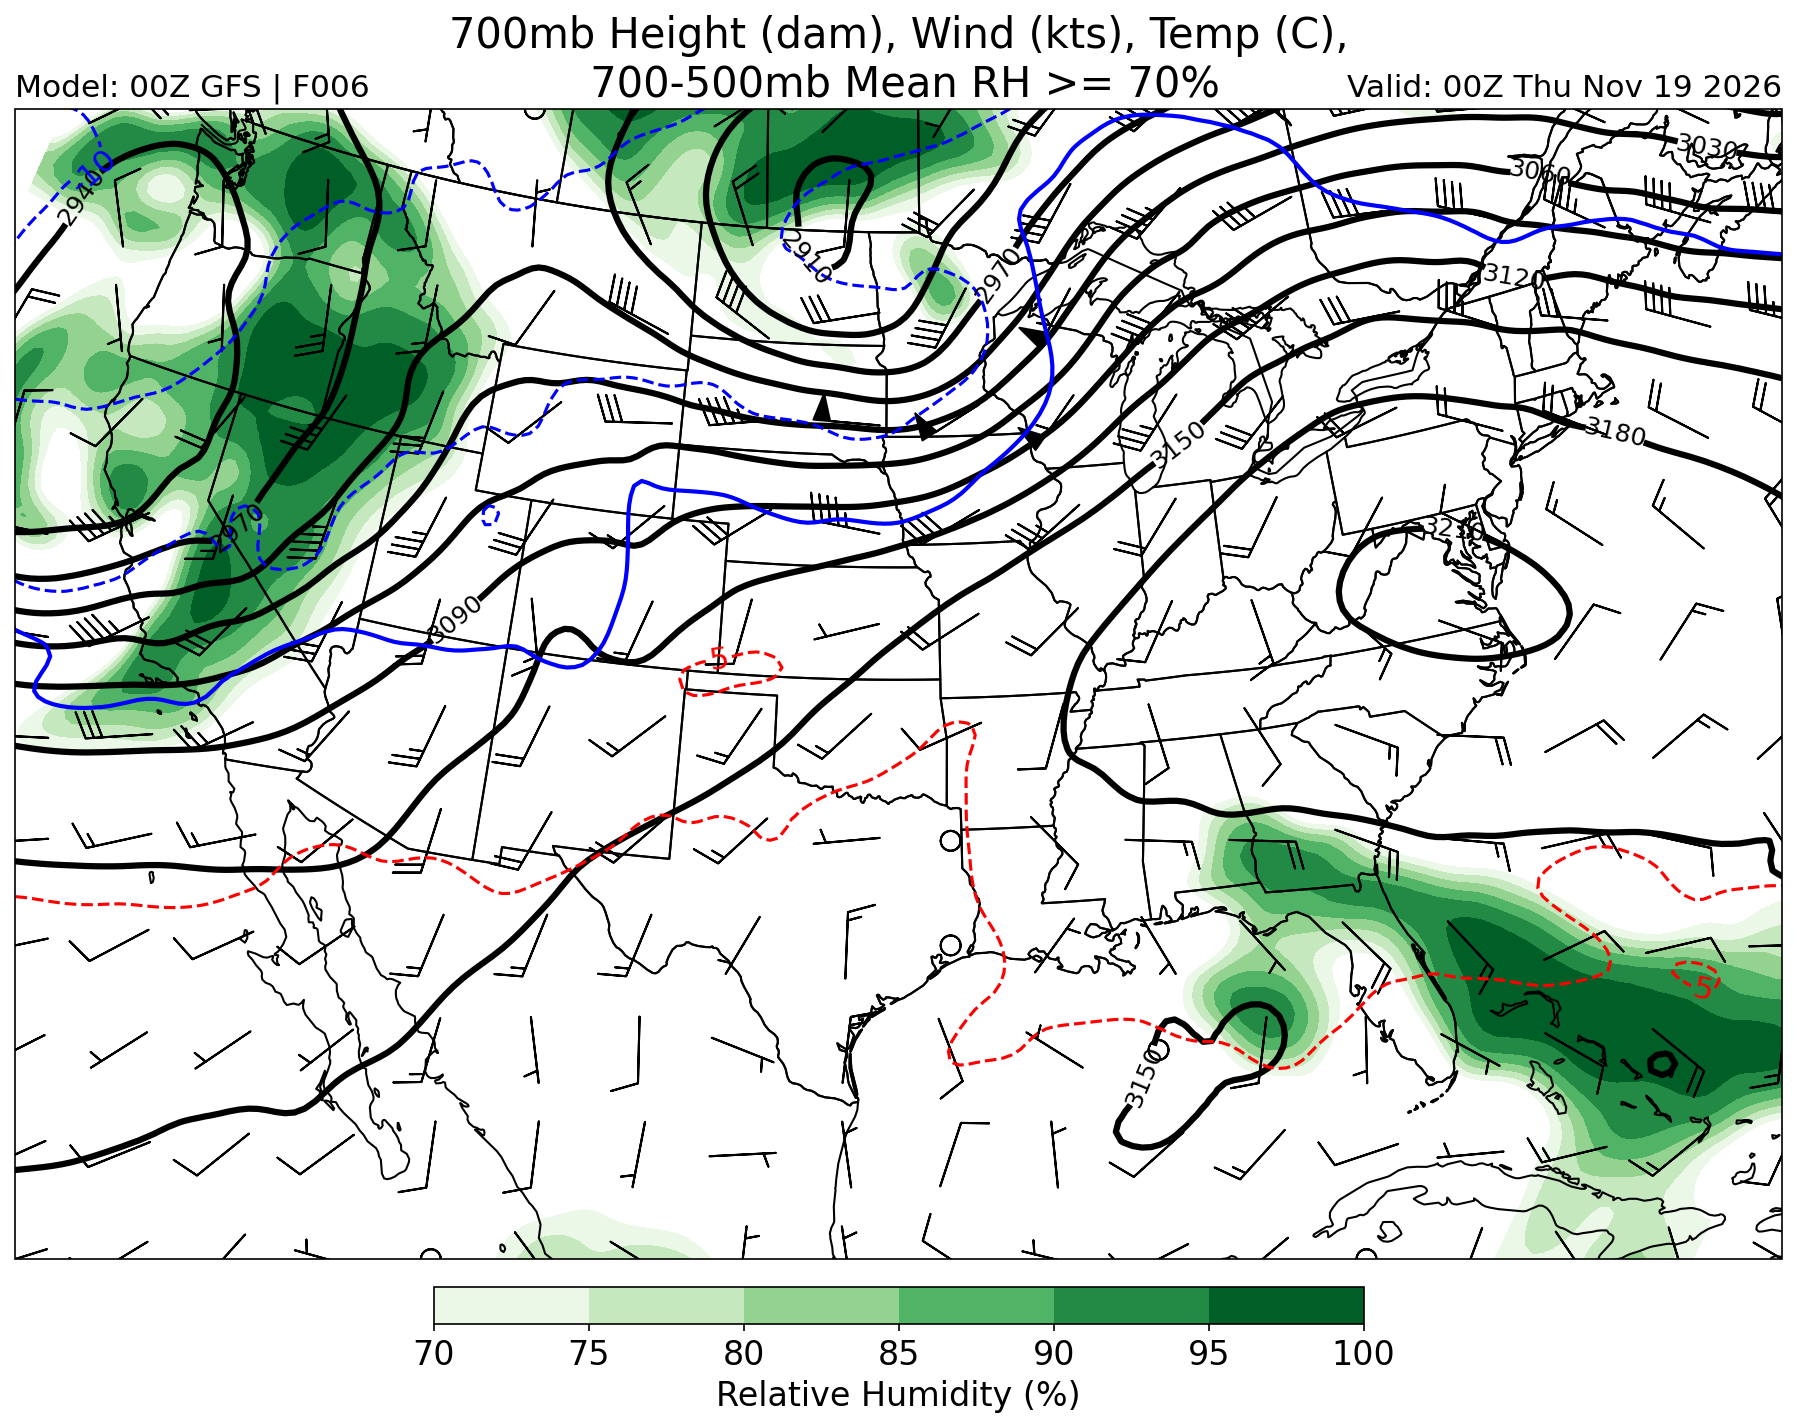 700mb Height (dam), Wind (kts), Temp (C),
700-500mb Mean RH >= 70%
Model: 00Z GFS | F006
Valid: 00Z Thu Nov 19 2026
-10
2940
3030
3060
2910
2970
3120
3150
3180
2970
3210
3090
5
5
3150
70 75 80 85 90 95 100
Relative Humidity (%)